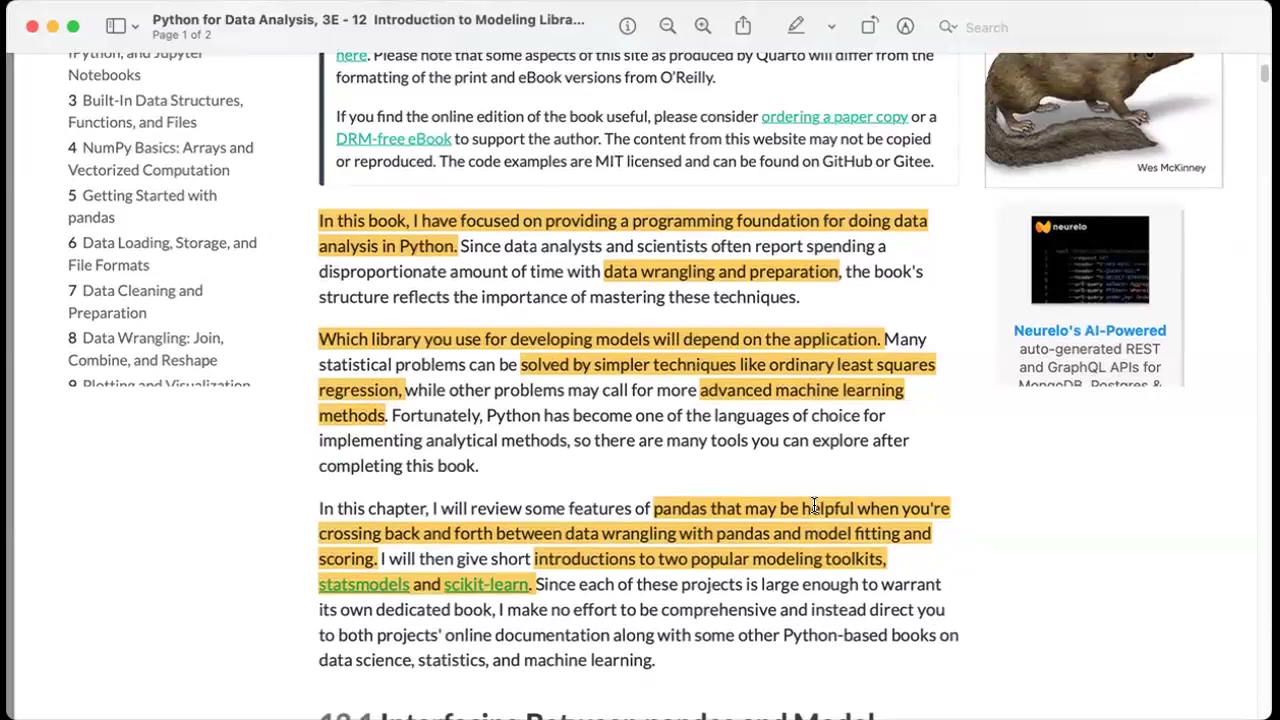 Python for Data Analysis, 3E - 12 Introduction to Modeling Libra...
Page 1 of 2
Search
IPython, and Jupyter
Notebooks
3 Built-In Data Structures,
Functions, and Files
4 NumPy Basics: Arrays and
Vectorized Computation
5 Getting Started with
pandas
6 Data Loading, Storage, and
File Formats
7 Data Cleaning and
Preparation
8 Data Wrangling: Join,
Combine, and Reshape
9 Plotting and Visualization
here. Please note that some aspects of this site as produced by Quarto will differ from the
formatting of the print and eBook versions from O'Reilly.
If you find the online edition of the book useful, please consider ordering a paper copy or a
DRM-free eBook to support the author. The content from this website may not be copied
or reproduced. The code examples are MIT licensed and can be found on GitHub or Gitee.
In this book, I have focused on providing a programming foundation for doing data
analysis in Python. Since data analysts and scientists often report spending a
disproportionate amount of time with data wrangling and preparation, the book's
structure reflects the importance of mastering these techniques.
Which library you use for developing models will depend on the application. Many
statistical problems can be solved by simpler techniques like ordinary least squares
regression, while other problems may call for more advanced machine learning
methods. Fortunately, Python has become one of the languages of choice for
implementing analytical methods, so there are many tools you can explore after
completing this book.
In this chapter, I will review some features of pandas that may be helpful when you're
crossing back and forth between data wrangling with pandas and model fitting and
scoring. I will then give short introductions to two popular modeling toolkits,
statsmodels and scikit-learn. Since each of these projects is large enough to warrant
its own dedicated book, I make no effort to be comprehensive and instead direct you
to both projects' online documentation along with some other Python-based books on
data science, statistics, and machine learning.
12.1 Interfacing Between pandas and Model
Wes McKinney
neurelo
Neurelo's AI-Powered
auto-generated REST
and GraphQL APIs for
MongoDB, Postgres &